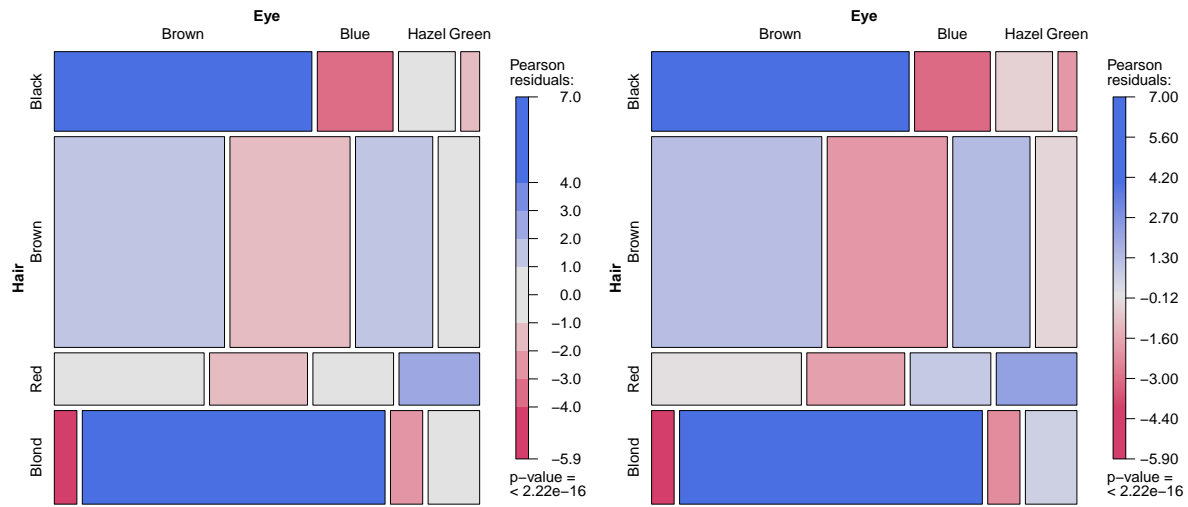 Eye
Brown Blue Hazel Green
Hair
Black
Brown
Red
Blond
Pearson
residuals:
7.0
4.0
3.0
2.0
1.0
0.0
−1.0
−2.0
−3.0
−4.0
−5.9
p−value =
< 2.22e−16
Eye
Brown Blue Hazel Green
Hair
Black
Brown
Red
Blond
Pearson
residuals:
7.00
5.60
4.20
2.70
1.30
−0.12
−1.60
−3.00
−4.40
−5.90
p−value =
< 2.22e−16